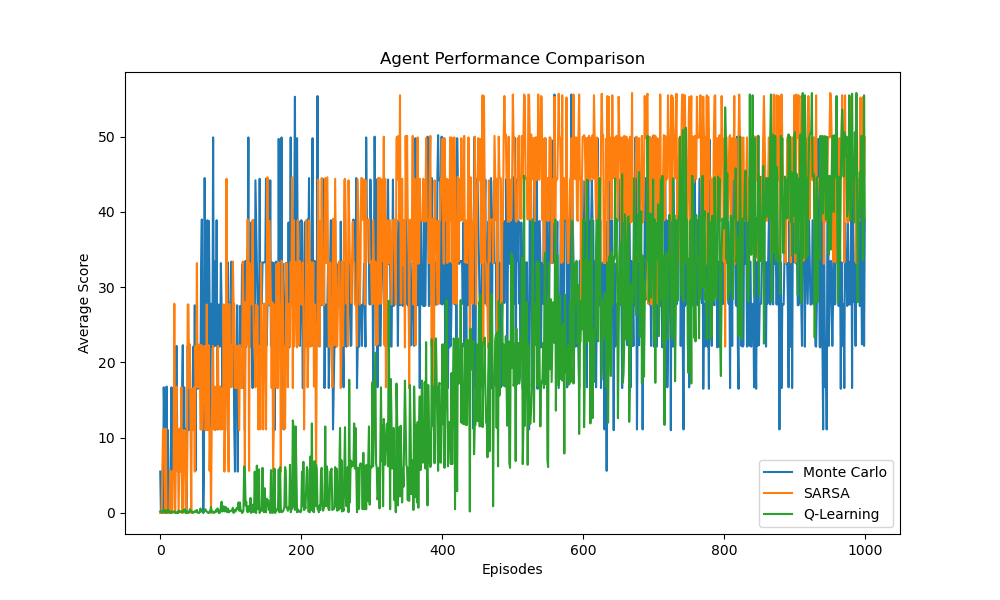 Agent Performance Comparison
Average Score
50
40
30
20
10
0
0 200 400 600 800 1000
Episodes
Monte Carlo
SARSA
Q-Learning